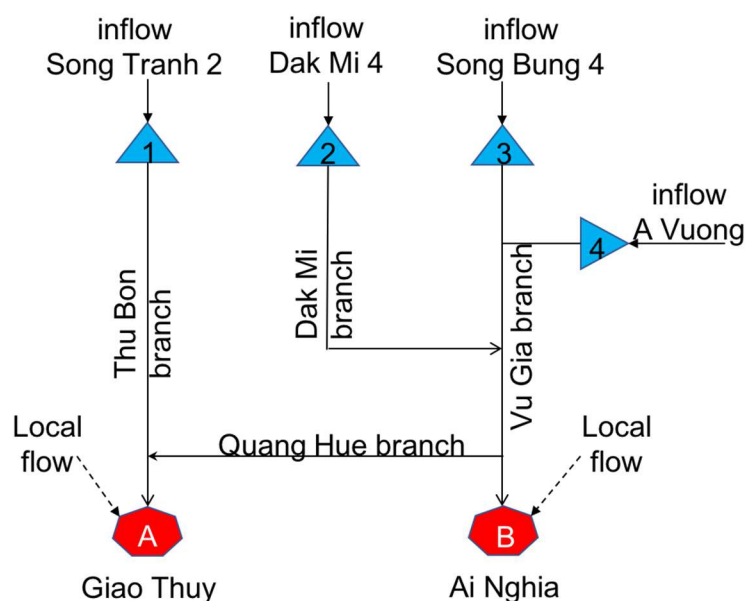 inflow
Song Tranh 2
inflow
Dak Mi 4
inflow
Song Bung 4
1
2
3
inflow
A Vuong
4
Thu Bon
branch
Dak Mi
branch
Vu Gia branch
Quang Hue branch
Local
flow
Local
flow
A
B
Giao Thuy
Ai Nghia